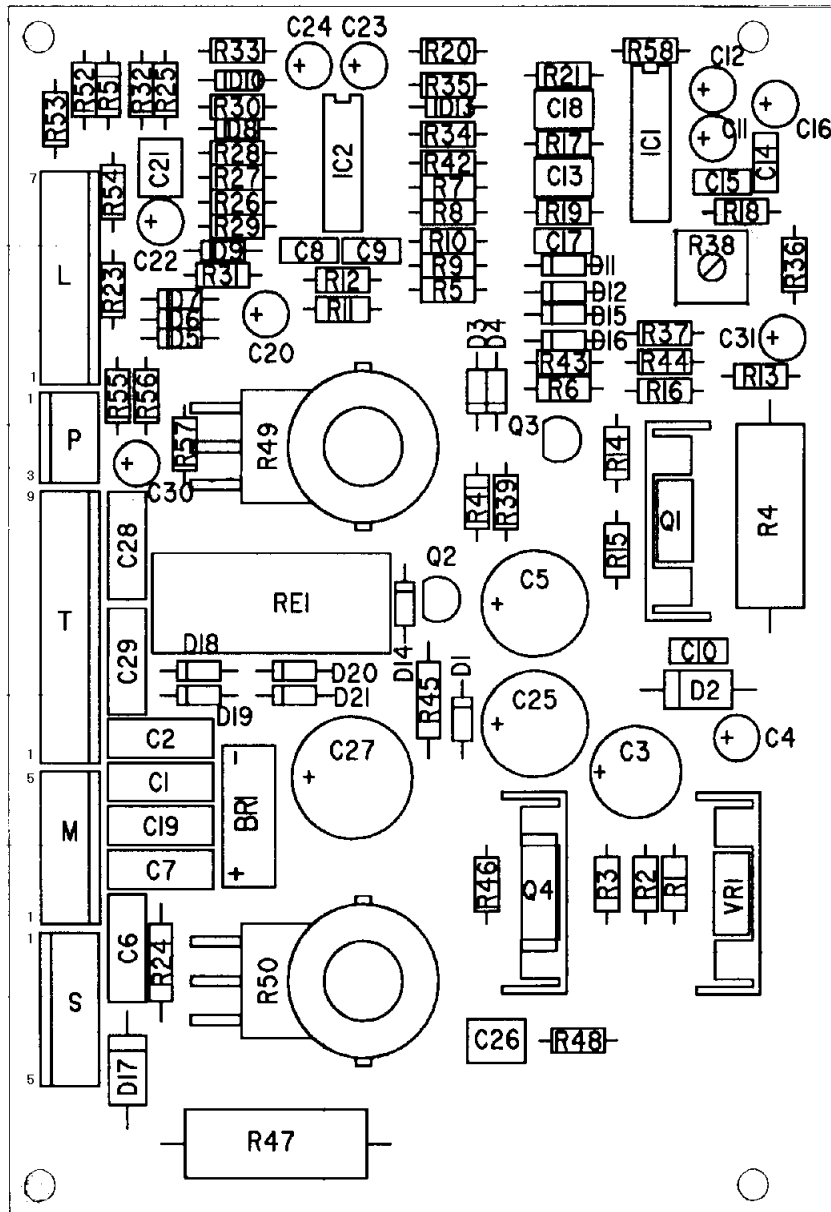 C24 C23
R33 R20 R58 C12
R52 R51 R32 R25 D10 R35 R21
R53 R30 D13 C18 C11 C16
D8 R34 R17 C14
C21 R28 IC2 R42 IC1
7 R54 R27 R7 C13 C15
R26 R8 R19 R18
C22 R29 R10 C17 R38
L D9 C8 C9 R9 D11 R36
R23 R31 R12 R5 D12
D7 R11 D15
D6 C20 D3 D4 D16 R37 C31
D5 R43 R44 R13
1 R55 R56 R6 R16
1 R57 R49 Q3
P R14
3 C30 R41 R39
9 C28 Q1 R4
R15
Q2 C5
RE1
T D14
C29 D18 D20 R45 D1 C10
D19 D21 C25 D2
C2 C27 C3 C4
1
5 C1 BR1
M C19
C7 R46 Q4 R3 R2 R1 VR1
1
1 C6 R24 R50
S
C26 R48
5 D17
R47